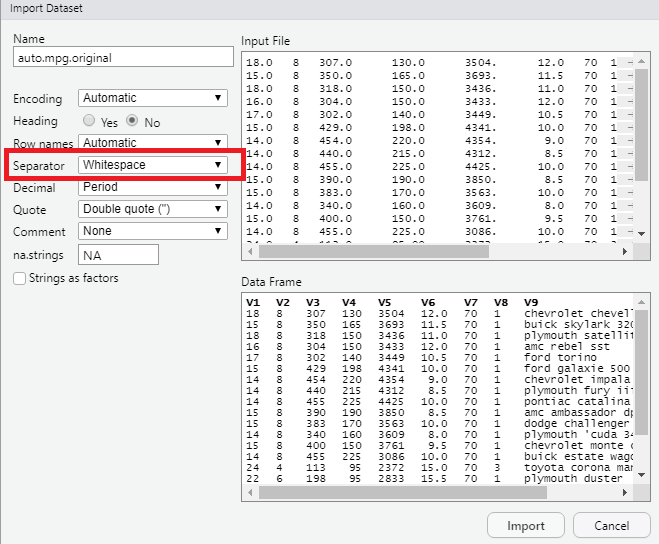 Import Dataset
Name
auto.mpg.original
Encoding Automatic
Heading Yes No
Row names Automatic
Separator Whitespace
Decimal Period
Quote Double quote (")
Comment None
na.strings NA
Strings as factors
Input File
18.0 8 307.0 130.0 3504. 12.0 70 1
15.0 8 350.0 165.0 3693. 11.5 70 1
18.0 8 318.0 150.0 3436. 11.0 70 1
16.0 8 304.0 150.0 3433. 12.0 70 1
17.0 8 302.0 140.0 3449. 10.5 70 1
15.0 8 429.0 198.0 4341. 10.0 70 1
14.0 8 454.0 220.0 4354. 9.0 70 1
14.0 8 440.0 215.0 4312. 8.5 70 1
14.0 8 455.0 225.0 4425. 10.0 70 1
15.0 8 390.0 190.0 3850. 8.5 70 1
15.0 8 383.0 170.0 3563. 10.0 70 1
14.0 8 340.0 160.0 3609. 8.0 70 1
15.0 8 400.0 150.0 3761. 9.5 70 1
14.0 8 455.0 225.0 3086. 10.0 70 1
Data Frame
V1 V2 V3 V4 V5 V6 V7 V8 V9
18 8 307 130 3504 12.0 70 1 chevrolet chevell
15 8 350 165 3693 11.5 70 1 buick skylark 320
18 8 318 150 3436 11.0 70 1 plymouth satellit
16 8 304 150 3433 12.0 70 1 amc rebel sst
17 8 302 140 3449 10.5 70 1 ford torino
15 8 429 198 4341 10.0 70 1 ford galaxie 500
14 8 454 220 4354 9.0 70 1 chevrolet impala
14 8 440 215 4312 8.5 70 1 plymouth fury iii
14 8 455 225 4425 10.0 70 1 pontiac catalina
15 8 390 190 3850 8.5 70 1 amc ambassador dp
15 8 383 170 3563 10.0 70 1 dodge challenger
14 8 340 160 3609 8.0 70 1 plymouth 'cuda 34
15 8 400 150 3761 9.5 70 1 chevrolet monte c
14 8 455 225 3086 10.0 70 1 buick estate wago
24 4 113 95 2372 15.0 70 3 toyota corona mar
22 6 198 95 2833 15.5 70 1 plymouth duster
Import Cancel